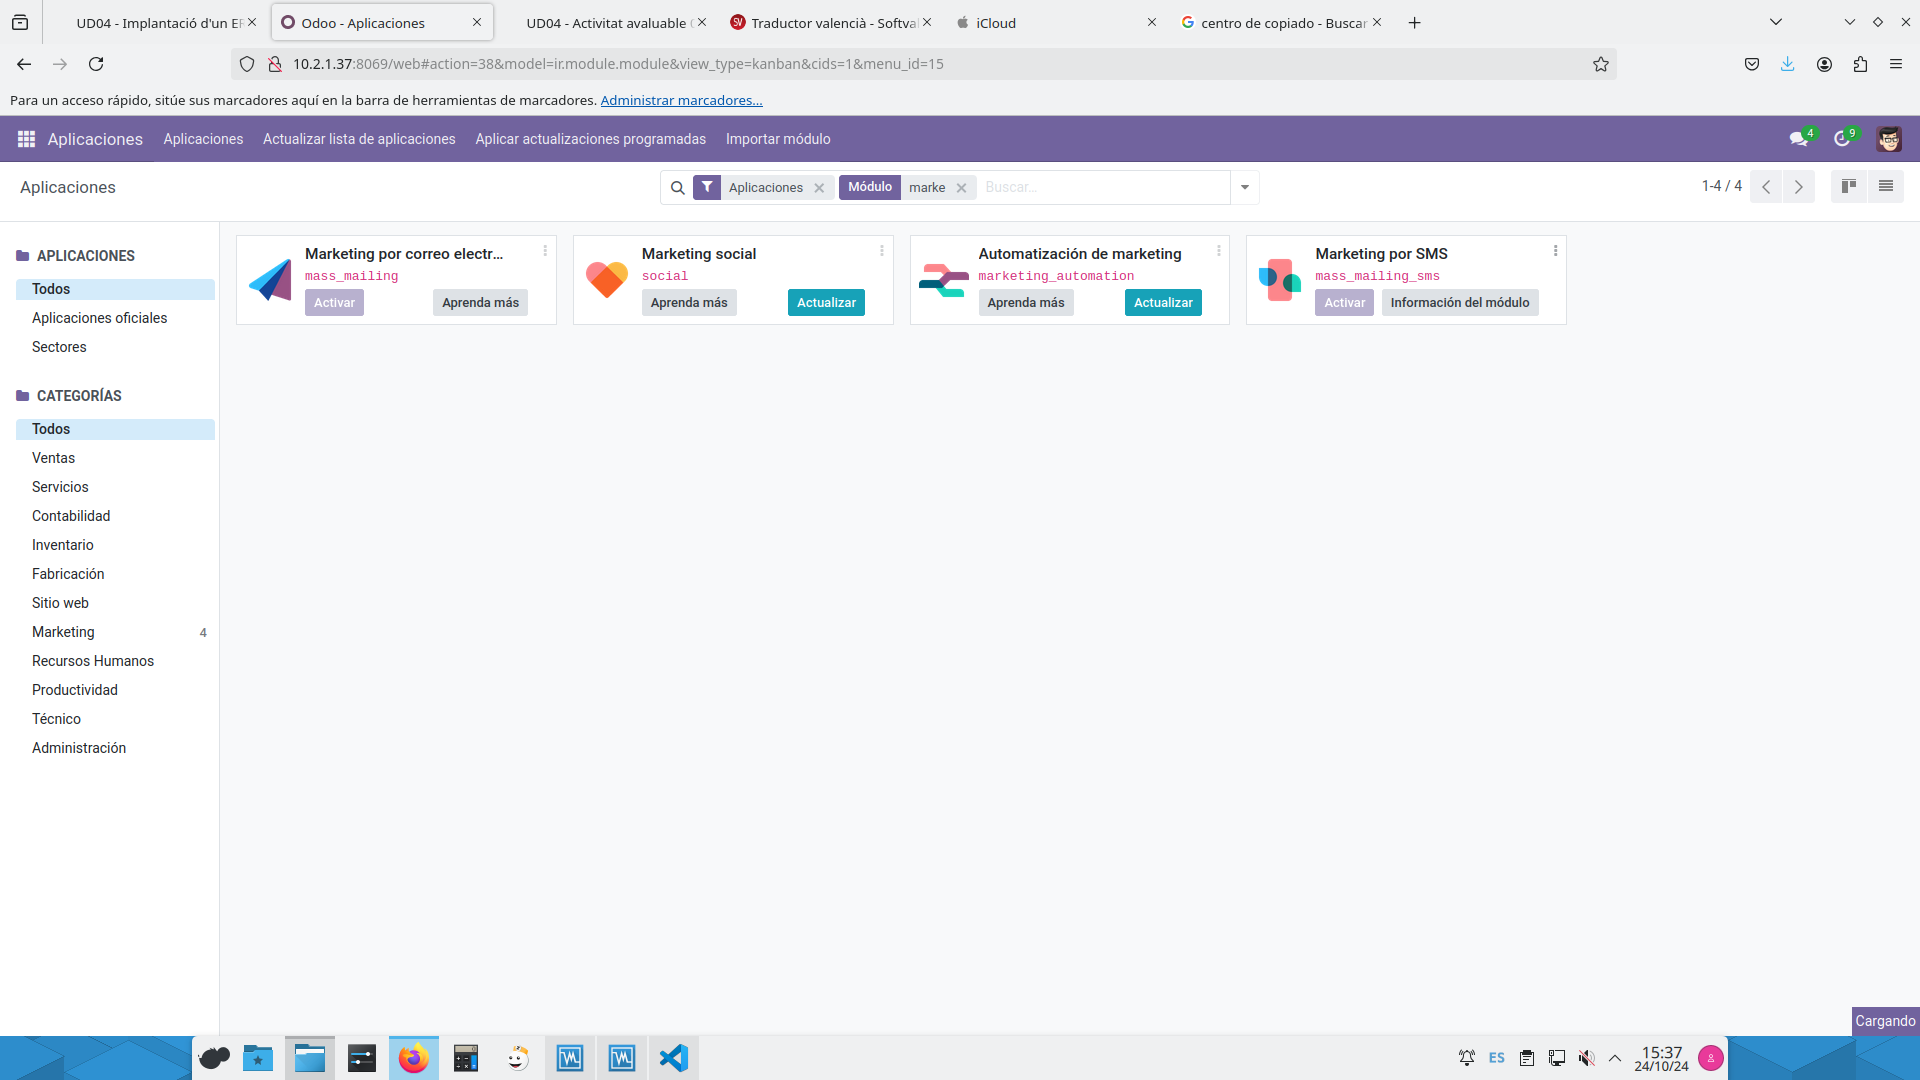 UD04 - Implantació d'un ER
Odoo - Aplicaciones
UD04 - Activitat avaluable
Traductor valencià - Softval
iCloud
centro de copiado - Buscar
10.2.1.37:8069/web#action=38&model=ir.module.module&view_type=kanban&cids=1&menu_id=15
Para un acceso rápido, sitúe sus marcadores aquí en la barra de herramientas de marcadores. Administrar marcadores...
Aplicaciones
Aplicaciones
Actualizar lista de aplicaciones
Aplicar actualizaciones programadas
Importar módulo
4
9
Aplicaciones
Aplicaciones
Módulo
marke
Buscar...
1-4 / 4
APLICACIONES
Todos
Aplicaciones oficiales
Sectores
CATEGORÍAS
Todos
Ventas
Servicios
Contabilidad
Inventario
Fabricación
Sitio web
Marketing 4
Recursos Humanos
Productividad
Técnico
Administración
Marketing por correo electr...
mass_mailing
Activar
Aprenda más
Marketing social
social
Aprenda más
Actualizar
Automatización de marketing
marketing_automation
Aprenda más
Actualizar
Marketing por SMS
mass_mailing_sms
Activar
Información del módulo
Cargando
ES
15:37
24/10/24